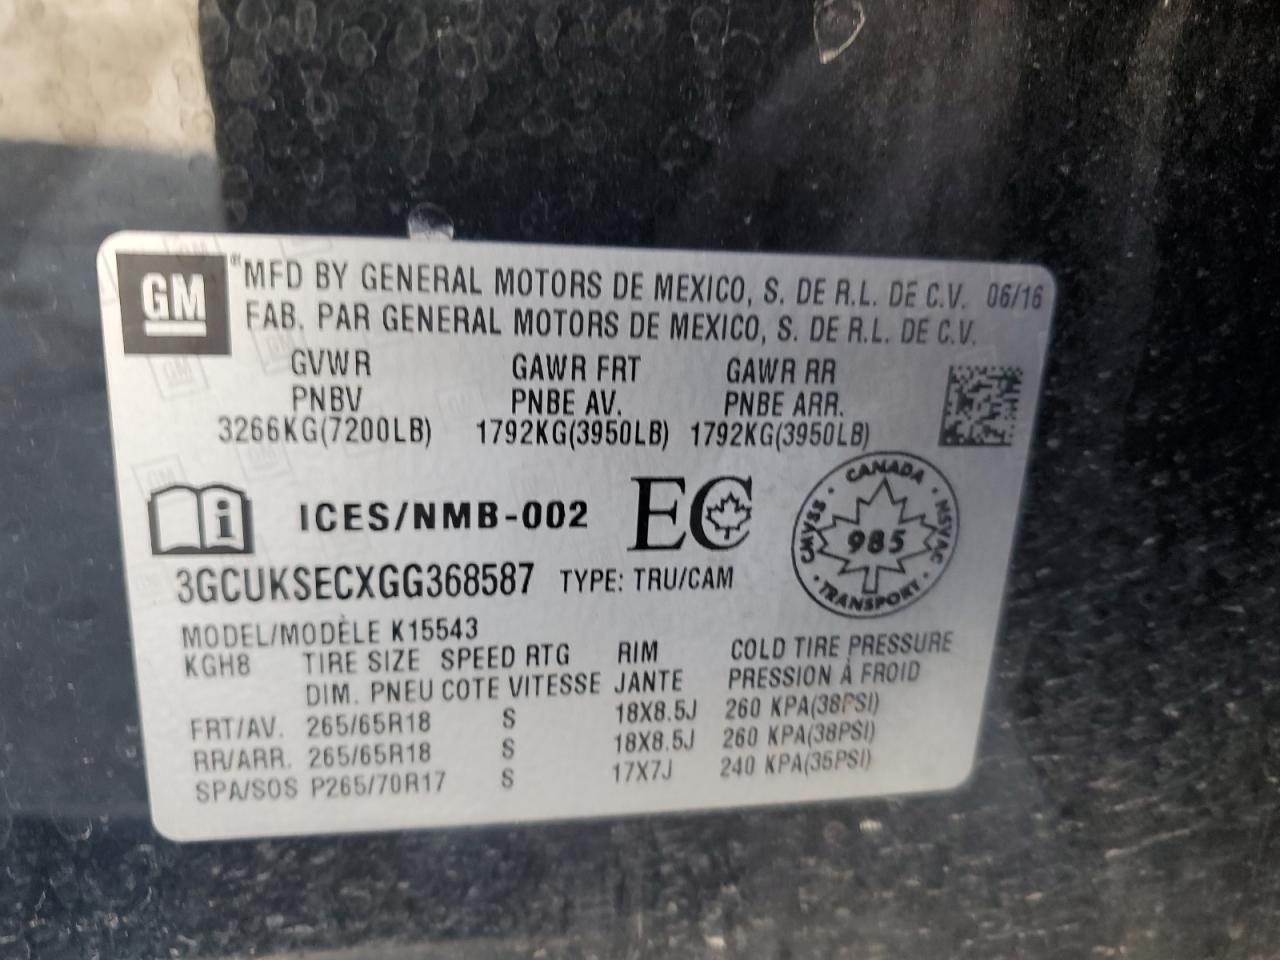 GM
MFD BY GENERAL MOTORS DE MEXICO, S. DE R.L. DE C.V. 06/16
FAB. PAR GENERAL MOTORS DE MEXICO, S. DE R.L. DE C.V.
GVWR GAWR FRT GAWR RR
PNBV PNBE AV. PNBE ARR.
3266KG(7200LB) 1792KG(3950LB) 1792KG(3950LB)
i ICES/NMB-002 EC
CANADA
CMVSS 985 NSVAC
TRANSPORT
3GCUKSECXGG368587 TYPE: TRU/CAM
MODEL/MODÈLE K15543
KGH8 TIRE SIZE SPEED RTG RIM COLD TIRE PRESSURE
DIM. PNEU COTE VITESSE JANTE PRESSION À FROID
FRT/AV. 265/65R18 S 18X8.5J 260 KPA(38PSI)
RR/ARR. 265/65R18 S 18X8.5J 260 KPA(38PSI)
SPA/SOS P265/70R17 S 17X7J 240 KPA(35PSI)